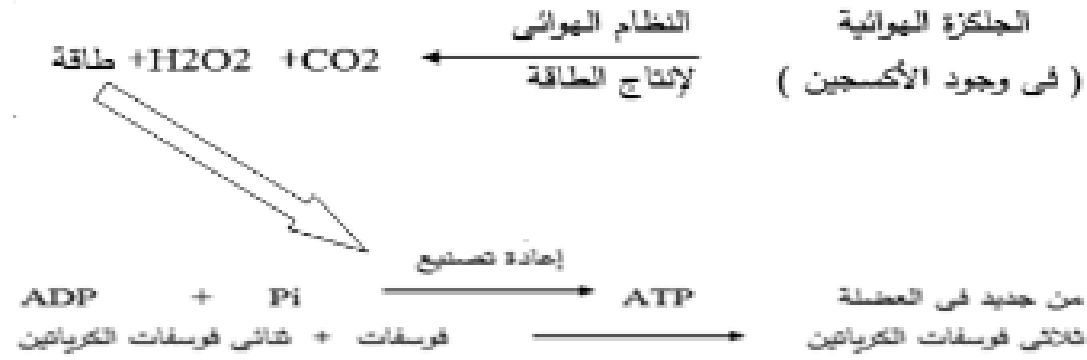 الجلكزة الهوائية النظام الهوائى CO2+ H2O2+ طاقة
( فى وجود الأكسجين ) لإنتاج الطاقة
إعادة تصنيع
ADP + Pi ATP من جديد فى العضلة
ثنائى فوسفات الكرياتين + فوسفات ثلاثى فوسفات الكرياتين